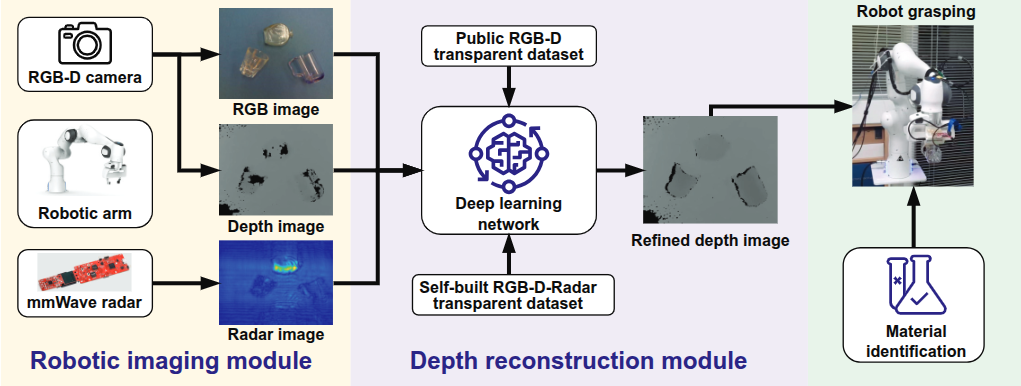 RGB-D camera
Robotic arm
mmWave radar
RGB image
Depth image
Radar image
Robotic imaging module
Public RGB-D
transparent dataset
Deep learning
network
Self-built RGB-D-Radar
transparent dataset
Refined depth image
Depth reconstruction module
Robot grasping
Material
identification